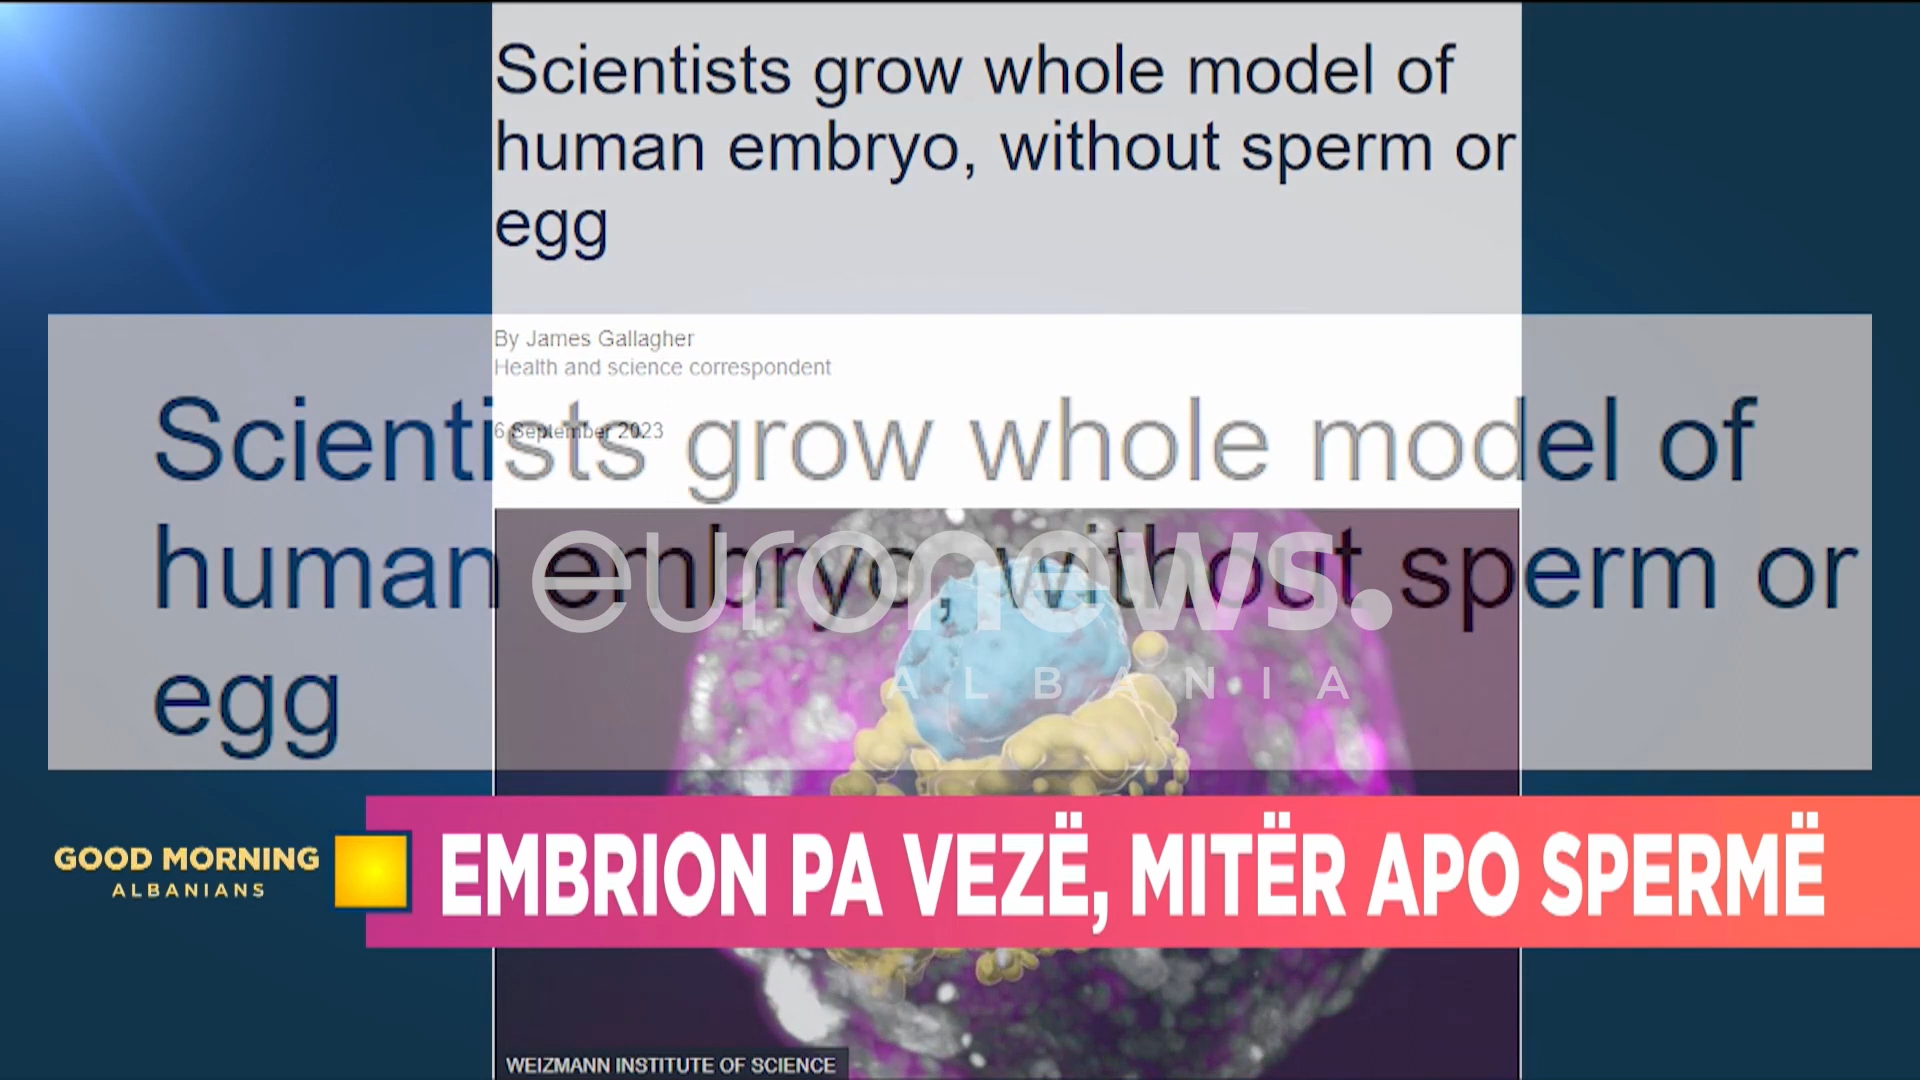 Scientists grow whole model of
human embryo, without sperm or
egg
By James Gallagher
Health and science correspondent
6 September 2023
Scientists grow whole model of
human embryo, without sperm or
egg
euronews.
ALBANIA
GOOD MORNING
ALBANIANS
EMBRION PA VEZË, MITËR APO SPERMË
WEIZMANN INSTITUTE OF SCIENCE